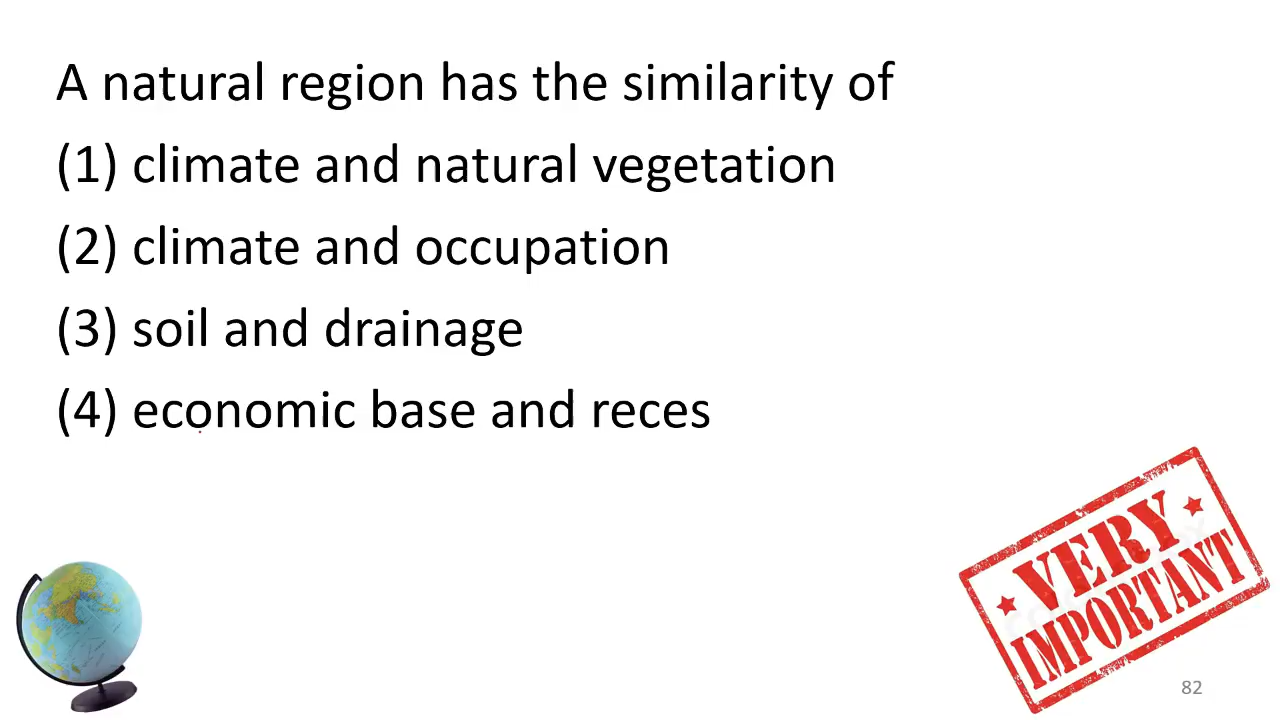 A natural region has the similarity of
(1) climate and natural vegetation
(2) climate and occupation
(3) soil and drainage
(4) economic base and reces
VERY
IMPORTANT
82